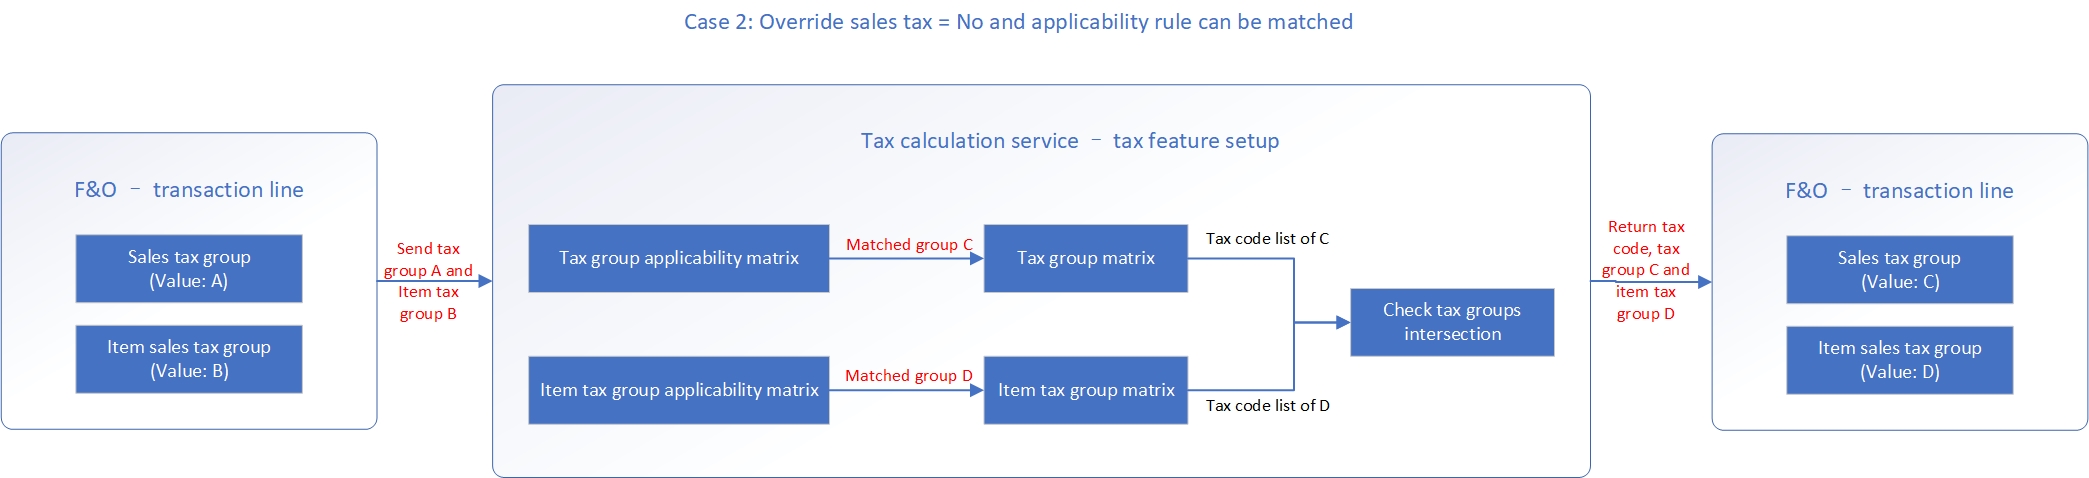 Case 2: Override sales tax = No and applicability rule can be matched
F&O － transaction line
Sales tax group
(Value: A)
Item sales tax group
(Value: B)
Send tax
group A and
Item tax
group B
Tax calculation service － tax feature setup
Tax group applicability matrix
Matched group C
Tax group matrix
Tax code list of C
Item tax group applicability matrix
Matched group D
Item tax group matrix
Tax code list of D
Check tax groups
intersection
Return tax
code, tax
group C and
item tax
group D
F&O － transaction line
Sales tax group
(Value: C)
Item sales tax group
(Value: D)